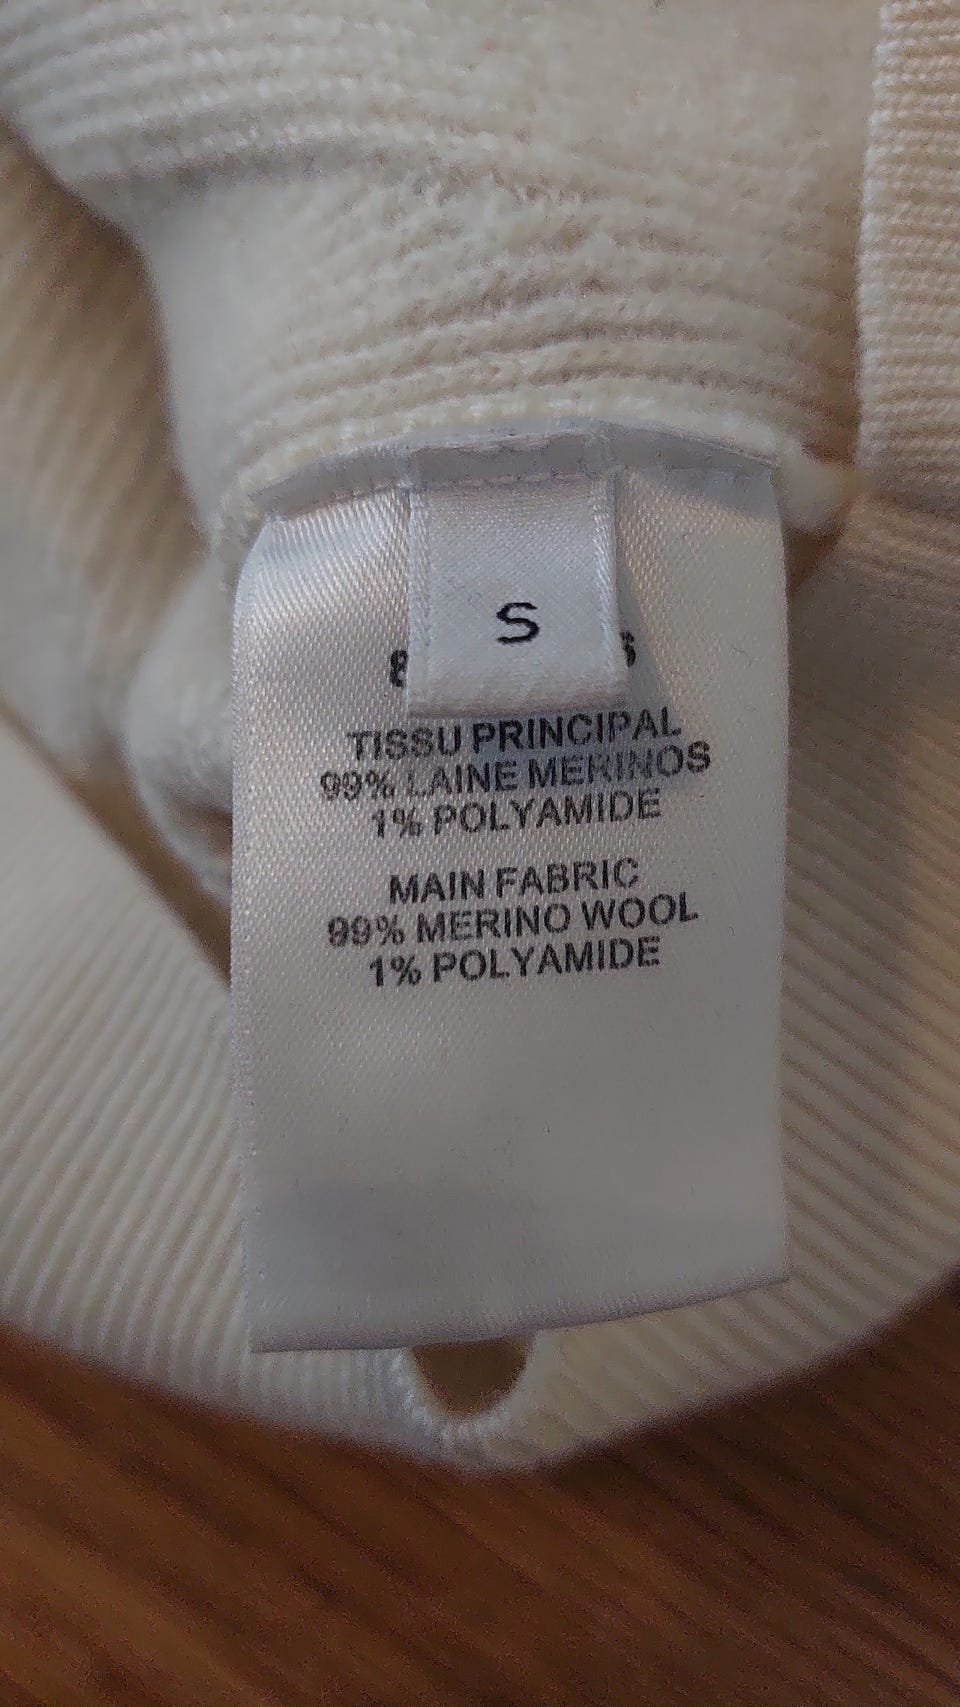 S
TISSU PRINCIPAL
99% LAINE MERINOS
1% POLYAMIDE
MAIN FABRIC
99% MERINO WOOL
1% POLYAMIDE